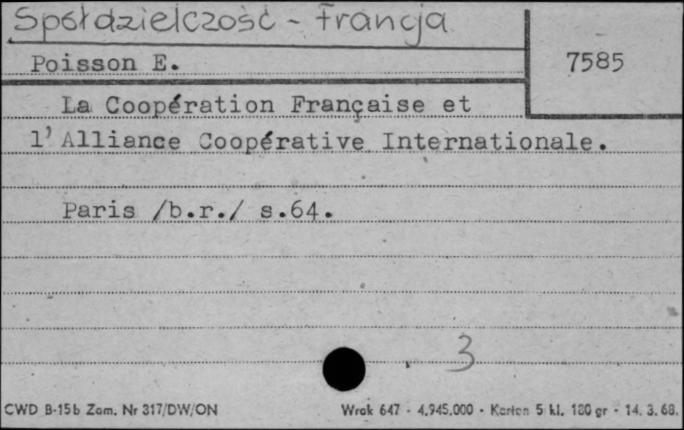 Spółdzielczość - Francja
Poisson E.
7585
La Coopération Française et
l'Alliance Coopérative Internationale.
Paris /b.r./ s.64.
3
CWD B-15b Zam. Nr 317/DW/ON
Wrak 647 - 4.945.000 - Karton 5 kl. 180 gr - 14. 3. 68.